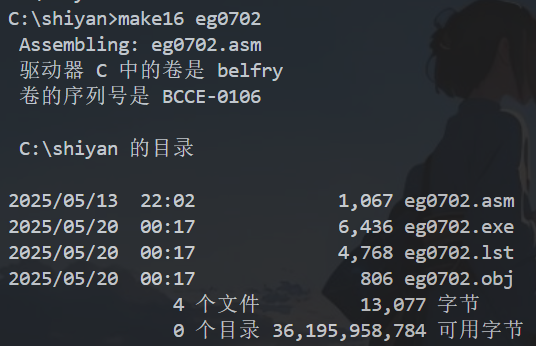 C:\shiyan>make16 eg0702
Assembling: eg0702.asm
驱动器 C 中的卷是 belfry
卷的序列号是 BCCE-0106
C:\shiyan 的目录
2025/05/13  22:02             1,067 eg0702.asm
2025/05/20  00:17             6,436 eg0702.exe
2025/05/20  00:17             4,768 eg0702.lst
2025/05/20  00:17               806 eg0702.obj
4 个文件         13,077 字节
0 个目录 36,195,958,784 可用字节